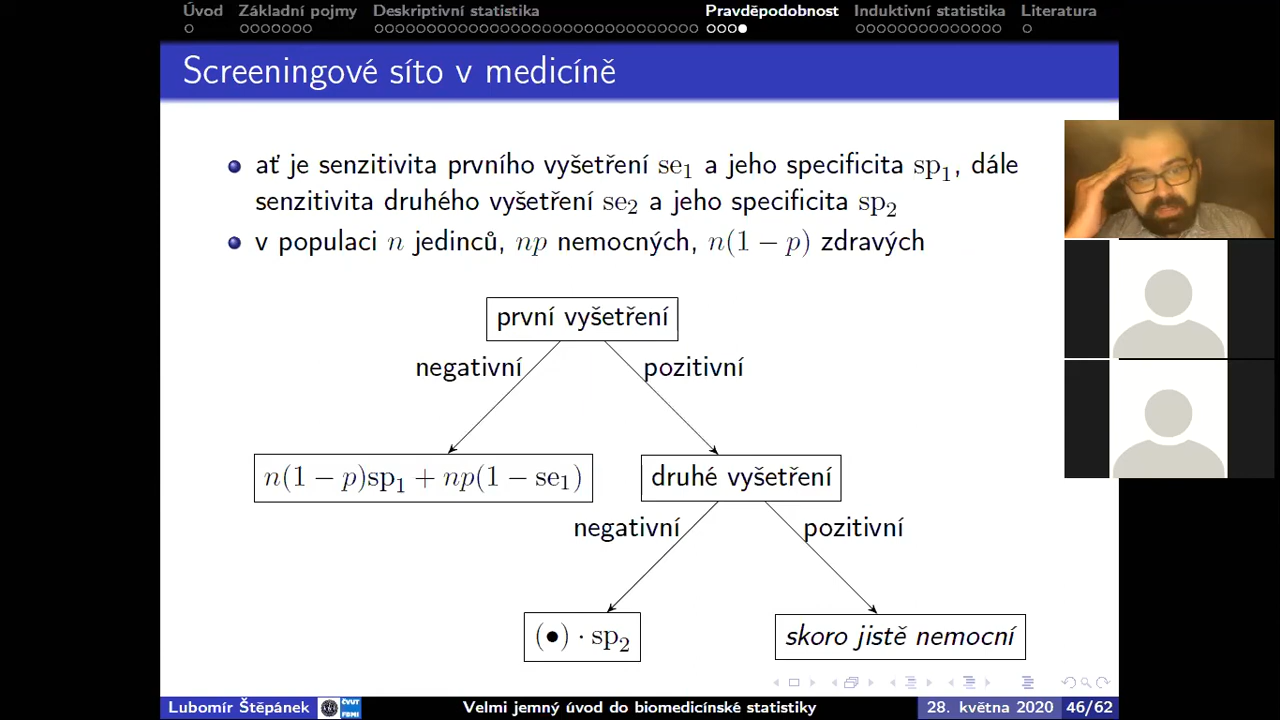 Úvod Základní pojmy Deskriptivní statistika Pravděpodobnost Induktivní statistika Literatura
Screeningové síto v medicíně
ať je senzitivita prvního vyšetření se₁ a jeho specificita sp₁, dále
senzitivita druhého vyšetření se₂ a jeho specificita sp₂
v populaci n jedinců, np nemocných, n(1 − p) zdravých
první vyšetření
negativní pozitivní
n(1 − p)sp₁ + np(1 − se₁) druhé vyšetření
negativní pozitivní
(•) · sp₂ skoro jistě nemocní
Lubomír Štěpánek ČVUT FBMI Velmi jemný úvod do biomedicínské statistiky 28. května 2020 46/62